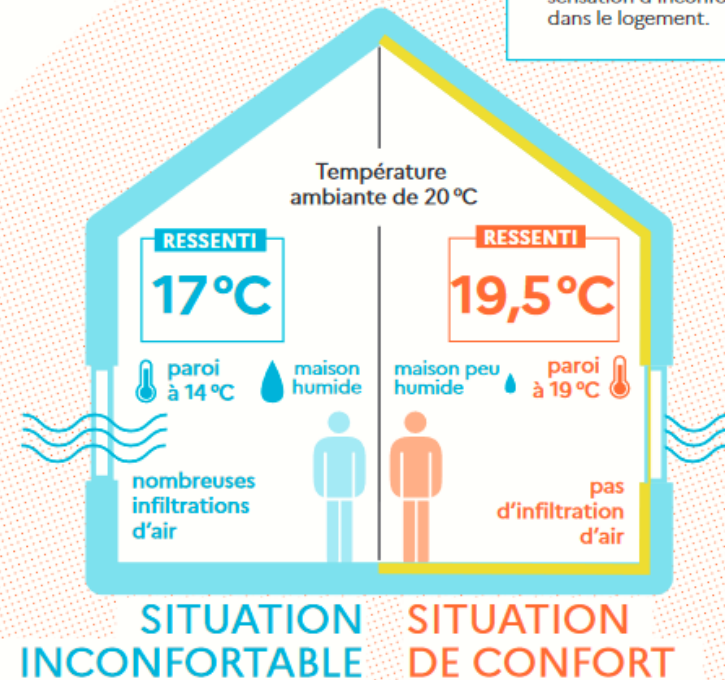 dans le logement.
Température
ambiante de 20 °C
RESSENTI
17 °C
paroi
à 14 °C
maison
humide
nombreuses
infiltrations
d'air
RESSENTI
19,5 °C
maison peu
humide
paroi
à 19 °C
pas
d'infiltration
d'air
SITUATION
INCONFORTABLE
SITUATION
DE CONFORT